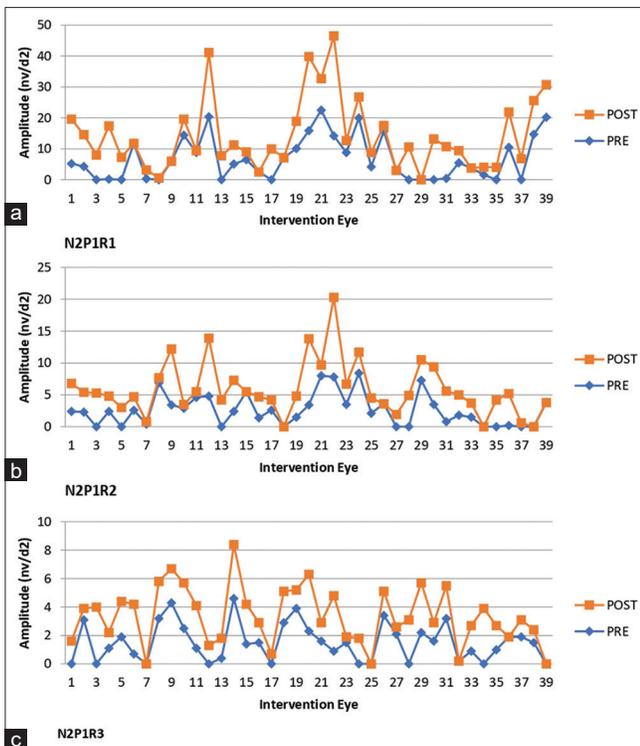 50
40
30
20
10
0
Amplitude (nv/d2)
1 3 5 7 9 11 13 15 17 19 21 23 25 27 29 31 33 35 37 39
Intervention Eye
POST
PRE
a
N2P1R1
25
20
15
10
5
0
Amplitude (nv/d2)
1 3 5 7 9 11 13 15 17 19 21 23 25 27 29 31 33 35 37 39
Intervention Eye
POST
PRE
b
N2P1R2
10
8
6
4
2
0
Amplitude (nv/d2)
1 3 5 7 9 11 13 15 17 19 21 23 25 27 29 31 33 35 37 39
Intervention Eye
POST
PRE
c
N2P1R3